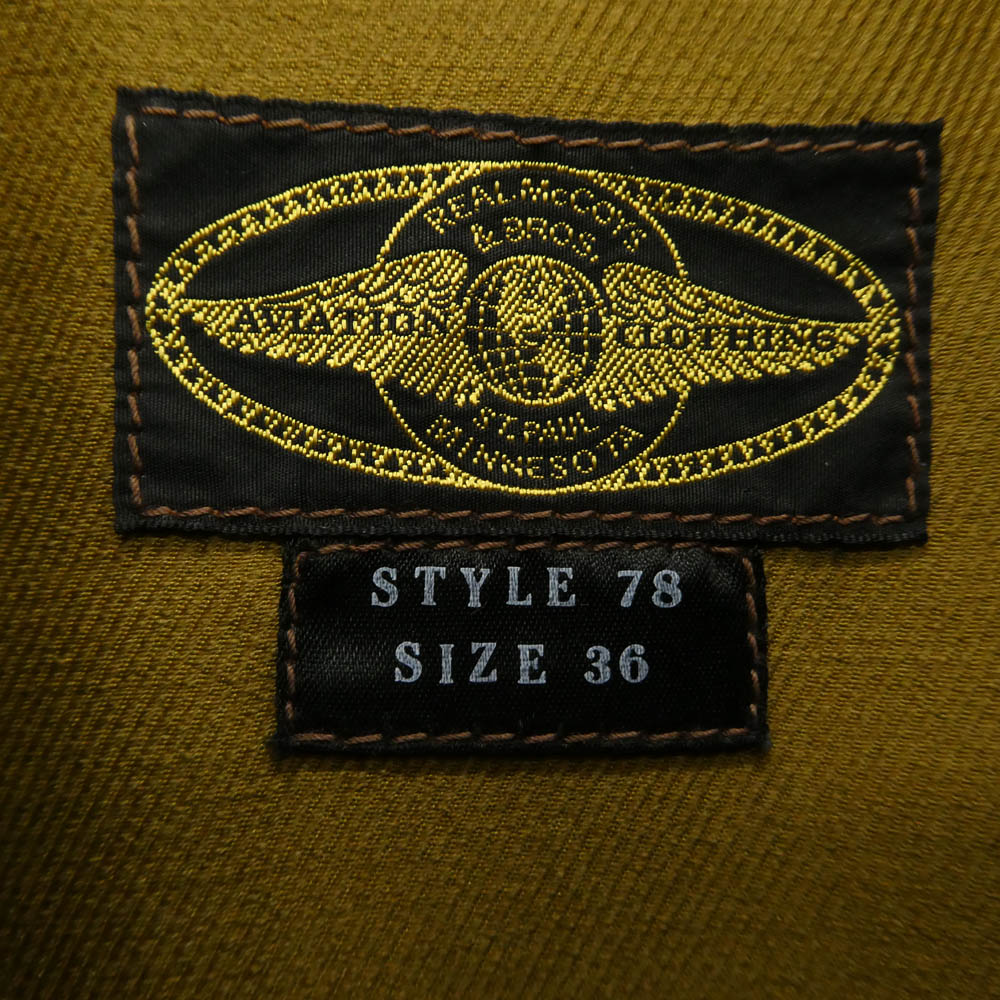 REAL McCOY'S
& BROS.
AVIATION CLOTHING
ST. PAUL
MINNESOTA
STYLE 78
SIZE 36